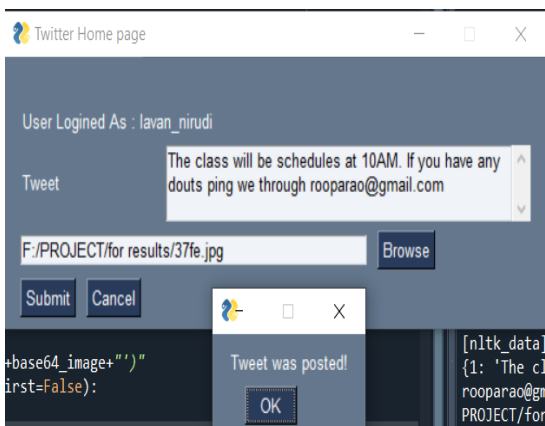 Twitter Home page
User Logined As : lavan_nirudi
Tweet
The class will be schedules at 10AM. If you have any
douts ping we through rooparao@gmail.com
F:/PROJECT/for results/37fe.jpg
Browse
Submit
Cancel
Tweet was posted!
OK
+base64_image+"')"
irst=False):
[nltk_data]
{1: 'The cl
rooparao@gm
PROJECT/for